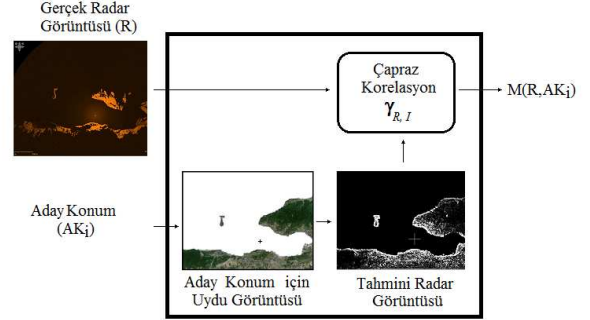 Gerçek Radar
Görüntüsü (R)
Çapraz
Korelasyon
γR, I
M(R,AKi)
Aday Konum
(AKi)
Aday Konum için
Uydu Görüntüsü
Tahmini Radar
Görüntüsü